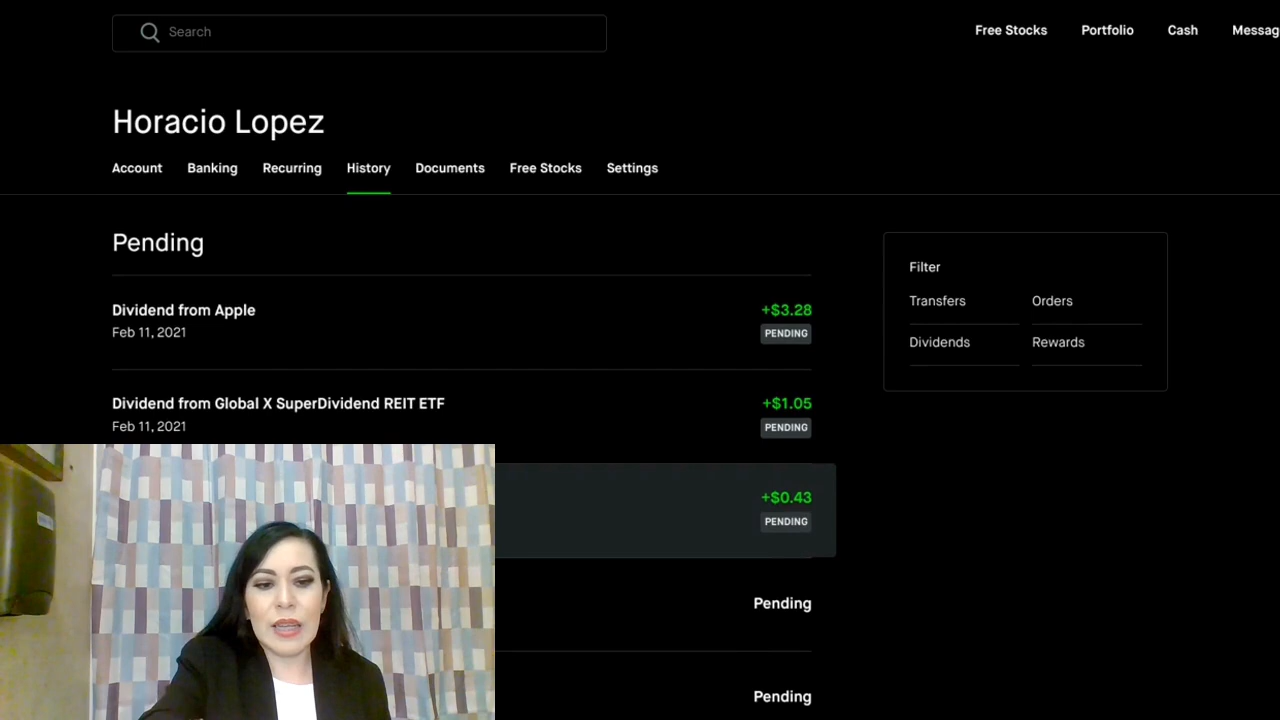 Search
Free Stocks Portfolio Cash Messag
Horacio Lopez
Account Banking Recurring History Documents Free Stocks Settings
Pending
Dividend from Apple
Feb 11, 2021
+$3.28
PENDING
Dividend from Global X SuperDividend REIT ETF
Feb 11, 2021
+$1.05
PENDING
+$0.43
PENDING
Pending
Pending
Filter
Transfers Orders
Dividends Rewards